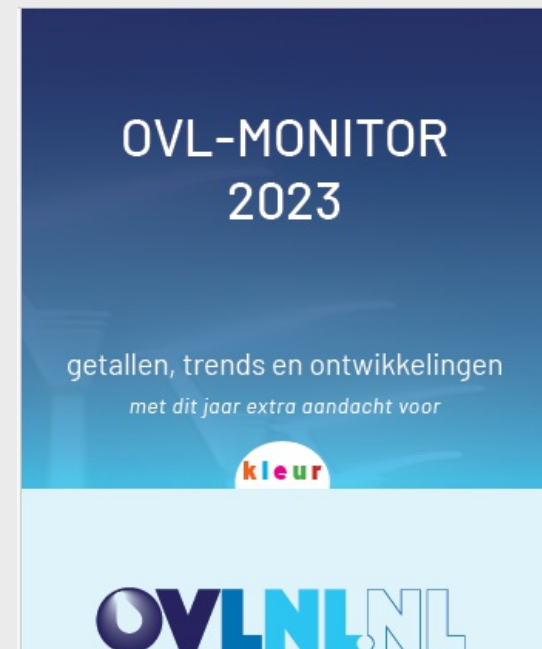 OVL-MONITOR
2023
getallen, trends en ontwikkelingen
met dit jaar extra aandacht voor
kleur
OVLNL.NL